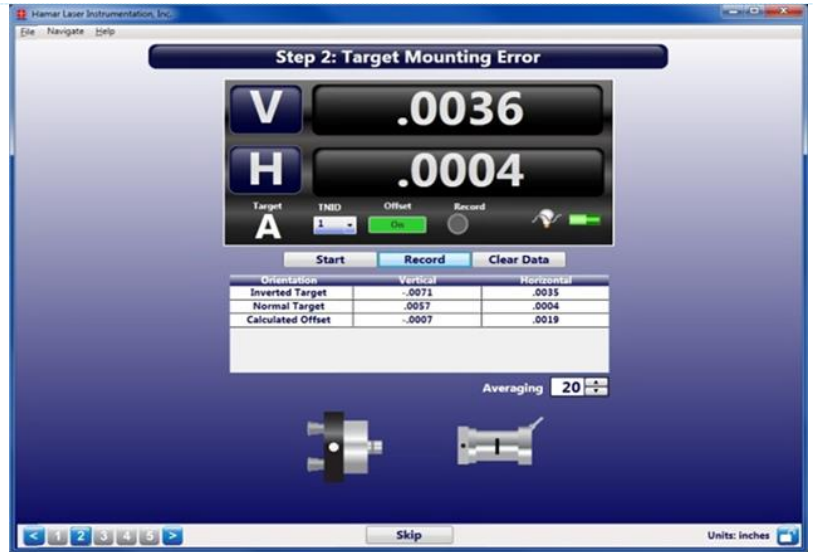 Hamar Laser Instrumentation, Inc.
File Navigate Help
Step 2: Target Mounting Error
V .0036
H .0004
Target TNID Offset Record
A 1 On
Start Record Clear Data
Orientation Vertical Horizontal
Inverted Target -.0071 .0035
Normal Target .0057 .0004
Calculated Offset -.0007 .0019
Averaging 20
< 1 2 3 4 5 > Skip Units: inches